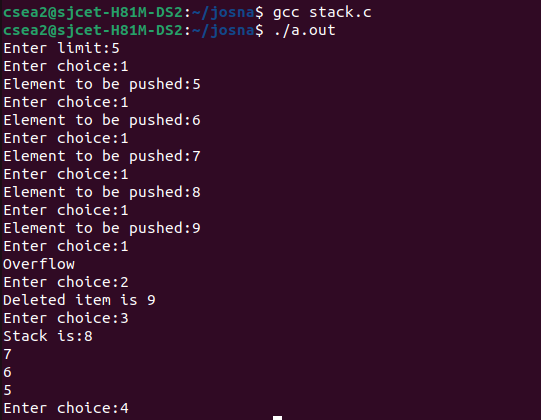 csea2@sjcet-H81M-DS2:~/josna$ gcc stack.c
csea2@sjcet-H81M-DS2:~/josna$ ./a.out
Enter limit:5
Enter choice:1
Element to be pushed:5
Enter choice:1
Element to be pushed:6
Enter choice:1
Element to be pushed:7
Enter choice:1
Element to be pushed:8
Enter choice:1
Element to be pushed:9
Enter choice:1
Overflow
Enter choice:2
Deleted item is 9
Enter choice:3
Stack is:8
7
6
5
Enter choice:4